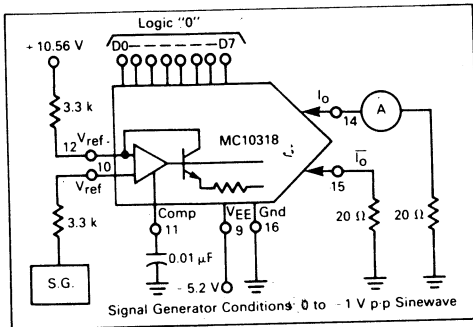 Logic "0"
+ 10.56 V
D0 D7
3.3 k
12 Vref
10
Vref
MC10318
IO
14
A
IO
15
3.3 k
Comp
11
VEE
9
Gnd
16
20 Ω
20 Ω
0.01 µF
- 5.2 V
S.G.
Signal Generator Conditions 0 to - 1 V p-p Sinewave